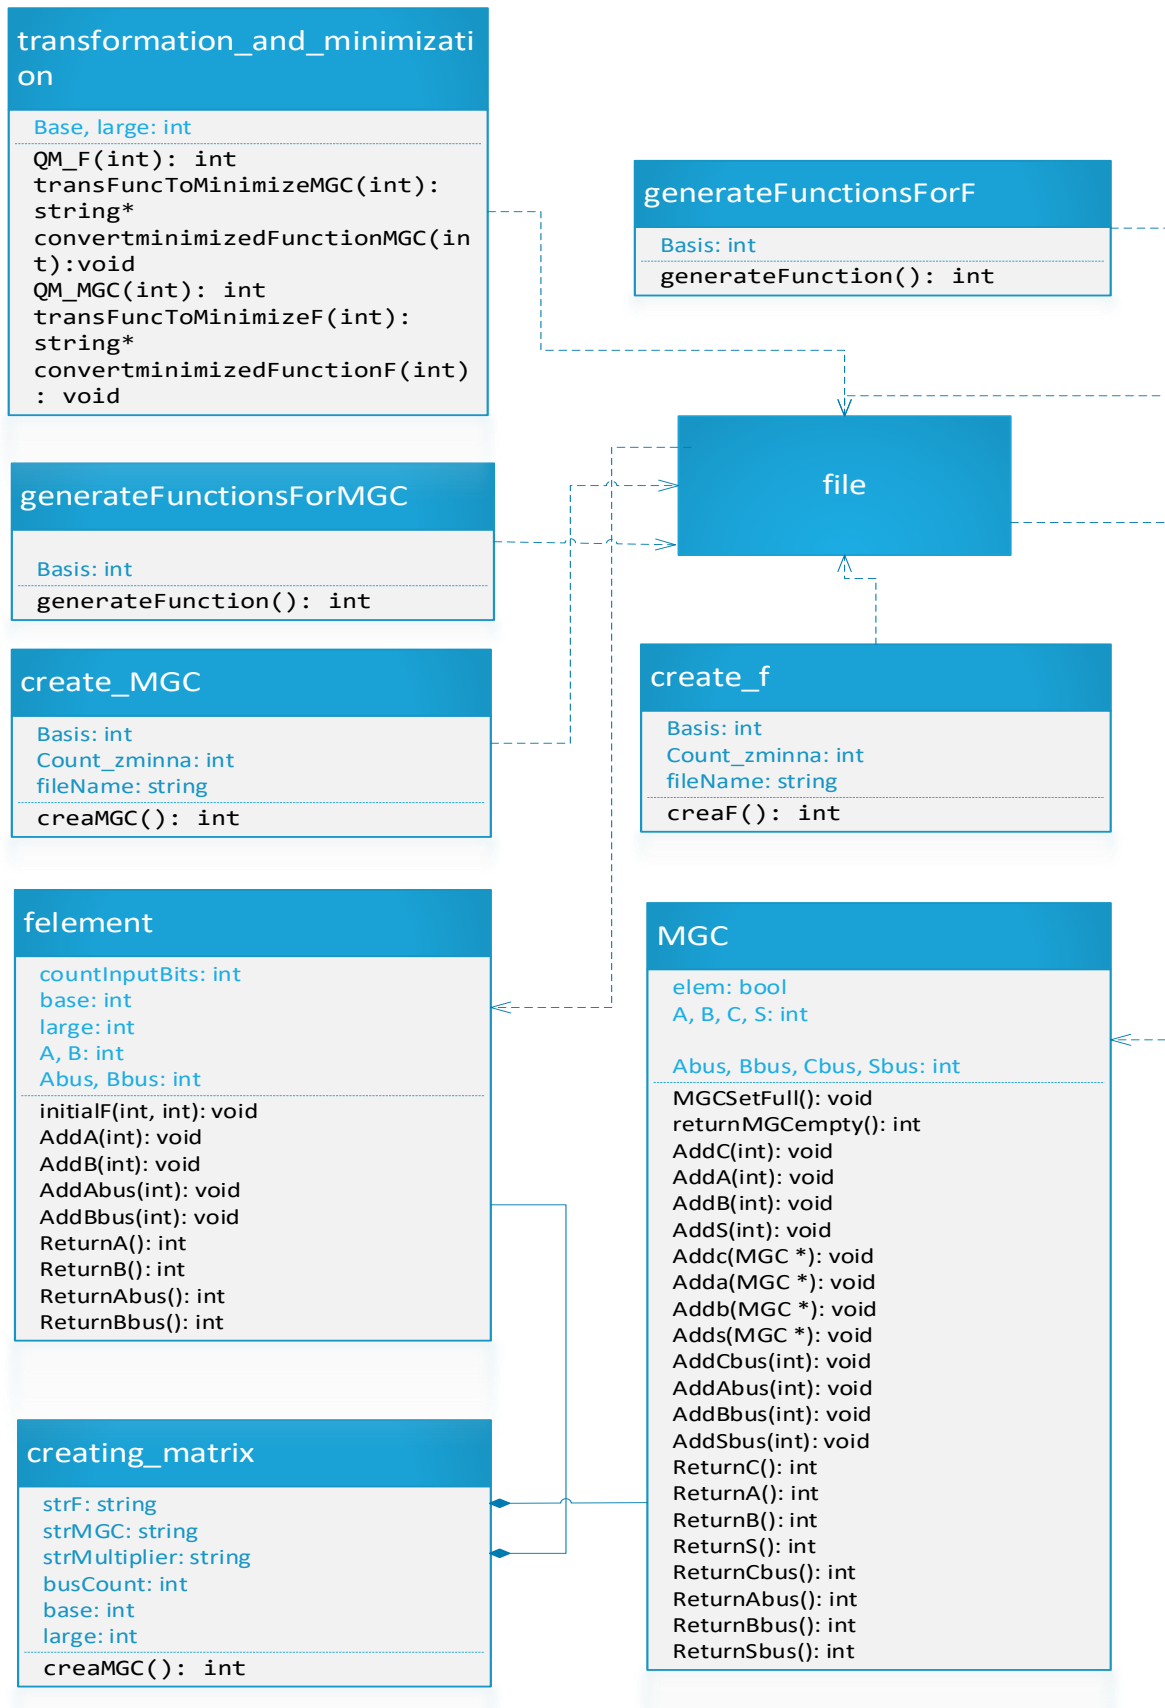 transformation_and_minimizati
on
Base, large: int
QM_F(int): int
transFuncToMinimizeMGC(int):
string*
convertminimizedFunctionMGC(in
t):void
QM_MGC(int): int
transFuncToMinimizeF(int):
string*
convertminimizedFunctionF(int)
: void
generateFunctionsForF
Basis: int
generateFunction(): int
file
generateFunctionsForMGC
Basis: int
generateFunction(): int
create_MGC
Basis: int
Count_zminna: int
fileName: string
creaMGC(): int
create_f
Basis: int
Count_zminna: int
fileName: string
creaF(): int
felement
countInputBits: int
base: int
large: int
A, B: int
Abus, Bbus: int
initialF(int, int): void
AddA(int): void
AddB(int): void
AddAbus(int): void
AddBbus(int): void
ReturnA(): int
ReturnB(): int
ReturnAbus(): int
ReturnBbus(): int
MGC
elem: bool
A, B, C, S: int
Abus, Bbus, Cbus, Sbus: int
MGCSetFull(): void
returnMGCempty(): int
AddC(int): void
AddA(int): void
AddB(int): void
AddS(int): void
Addc(MGC *): void
Adda(MGC *): void
Addb(MGC *): void
Adds(MGC *): void
AddCbus(int): void
AddAbus(int): void
AddBbus(int): void
AddSbus(int): void
ReturnC(): int
ReturnA(): int
ReturnB(): int
ReturnS(): int
ReturnCbus(): int
ReturnAbus(): int
ReturnBbus(): int
ReturnSbus(): int
creating_matrix
strF: string
strMGC: string
strMultiplier: string
busCount: int
base: int
large: int
creaMGC(): int